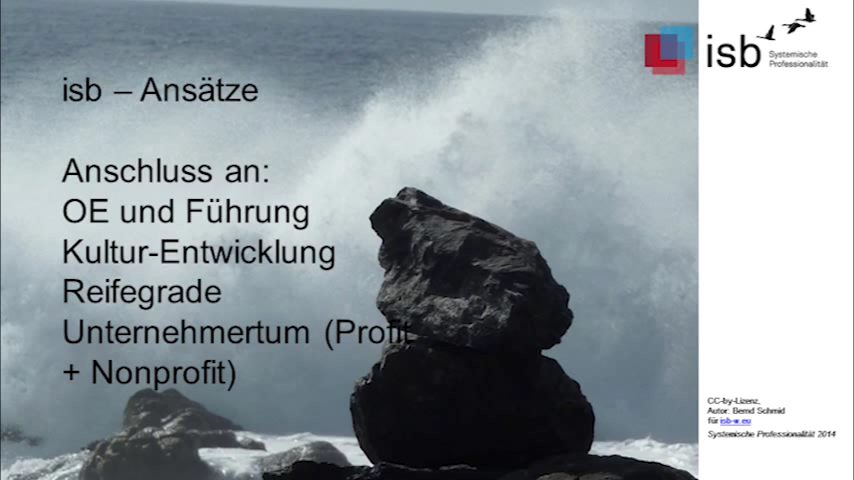 isb – Ansätze
Anschluss an:
OE und Führung
Kultur-Entwicklung
Reifegrade
Unternehmertum (Profit
+ Nonprofit)
isb
Systemische
Professionalität
CC-by-Lizenz,
Autor: Bernd Schmid
für isb-w.eu
Systemische Professionalität 2014